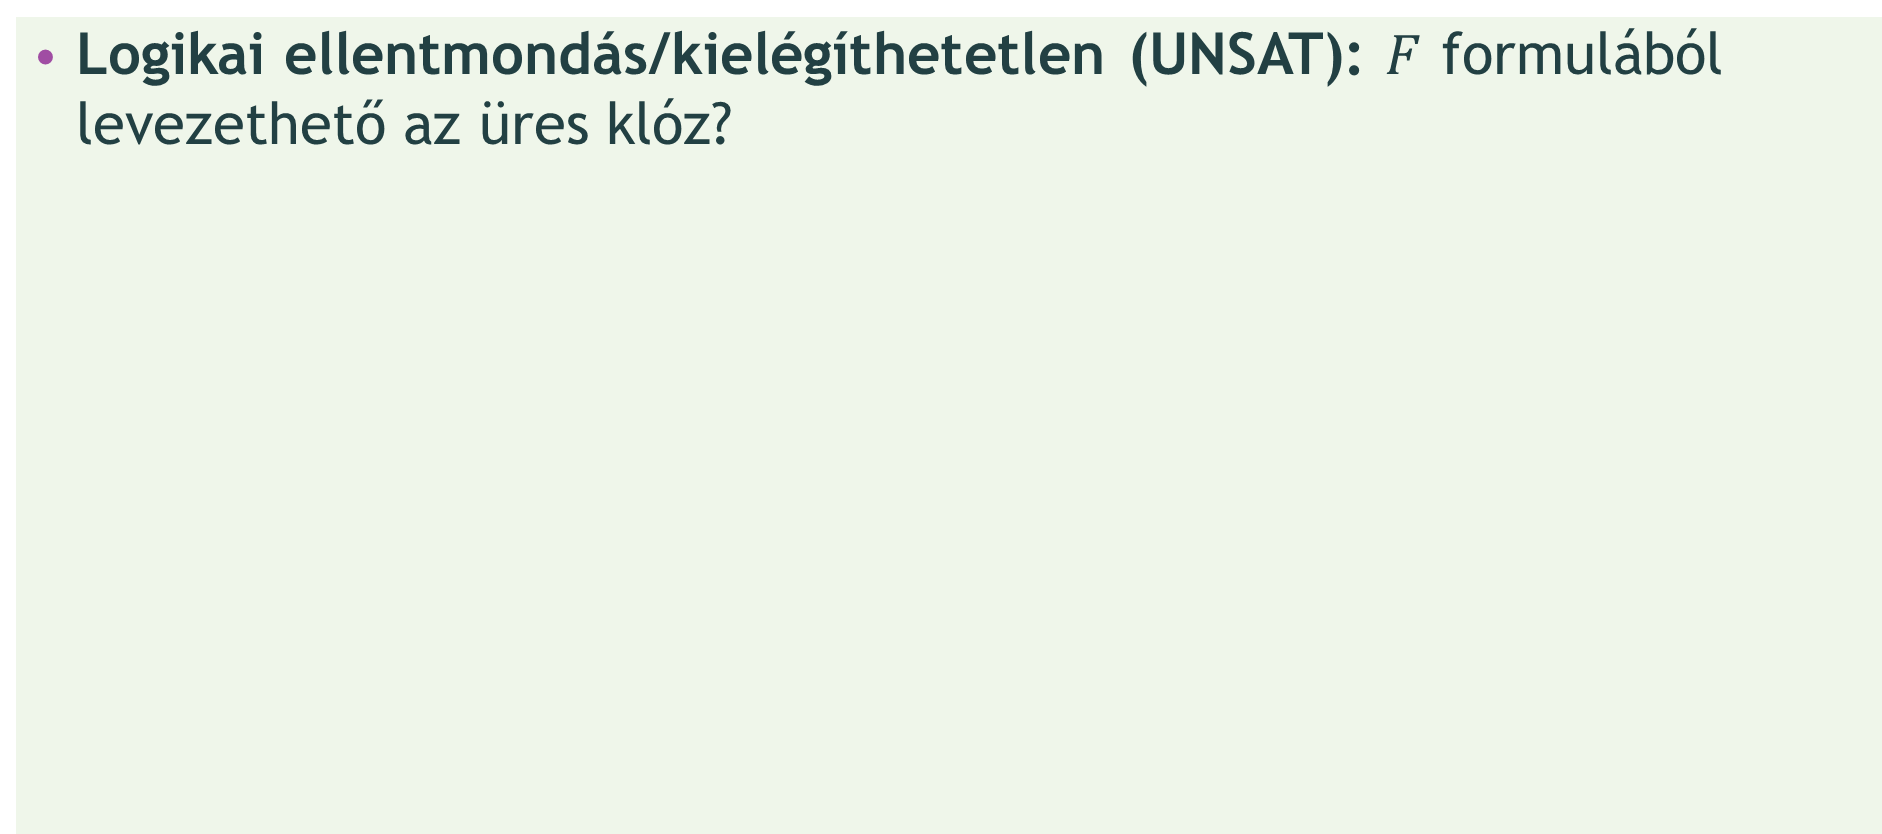 • Logikai ellentmondás/kielégíthetetlen (UNSAT): F formulából
levezethető az üres klóz?